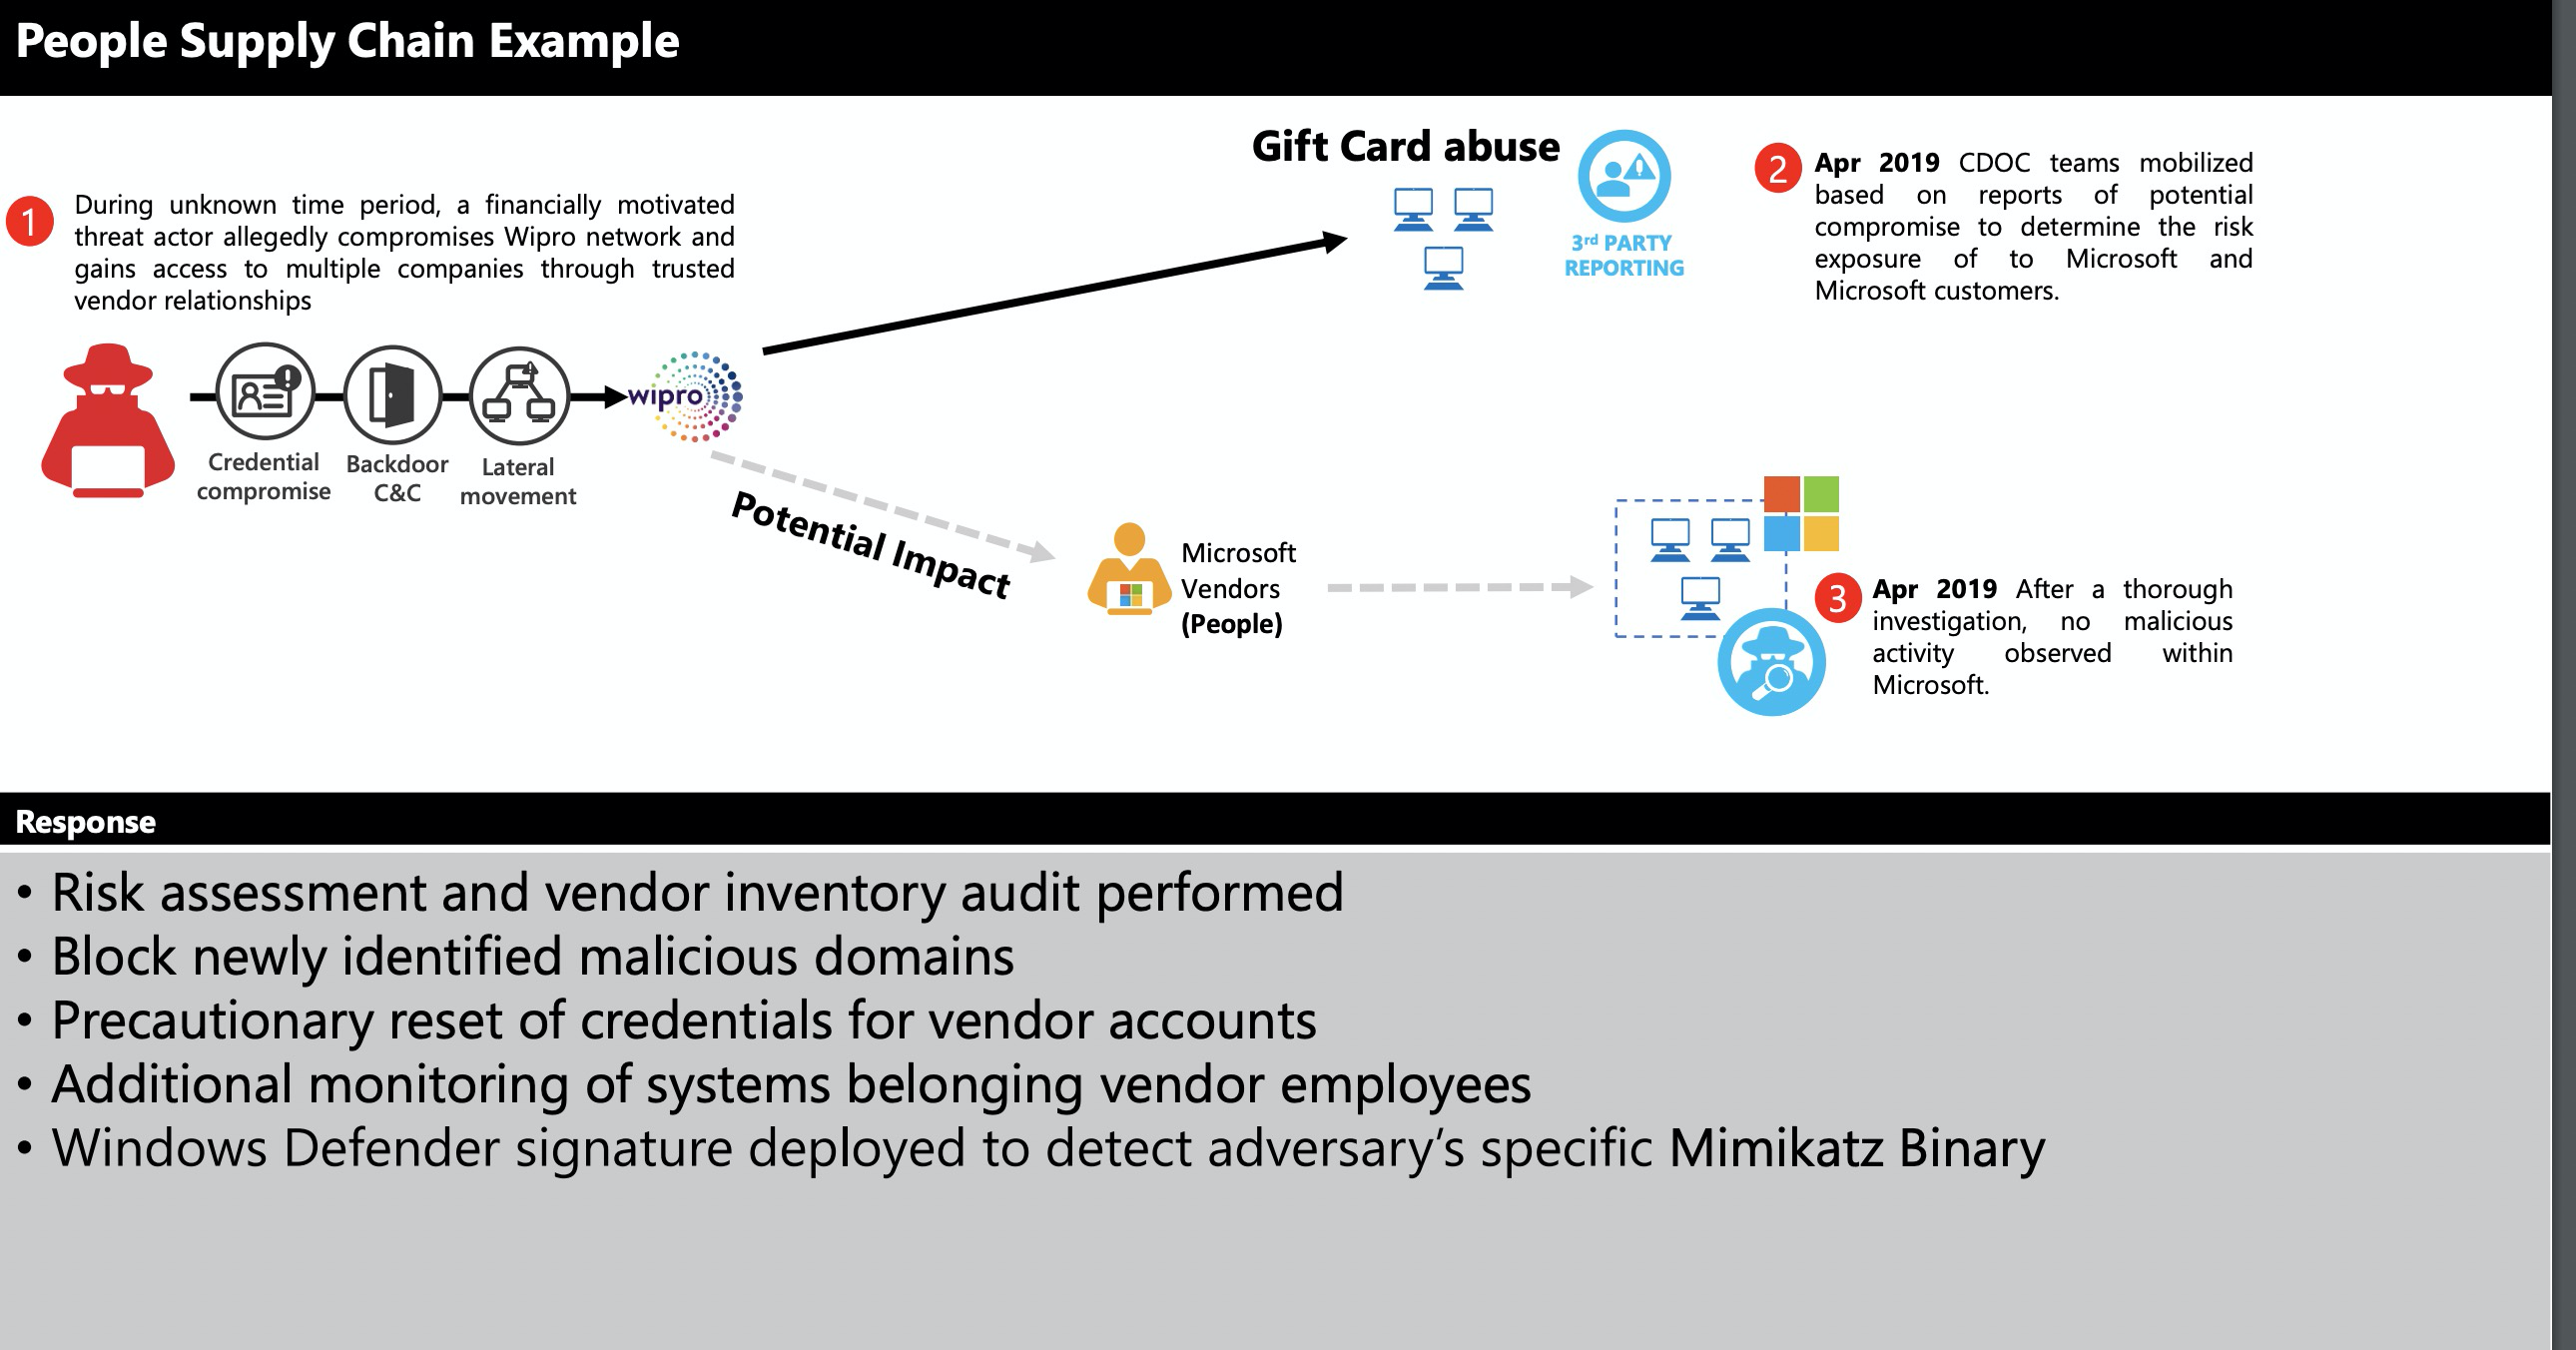 People Supply Chain Example
1
During unknown time period, a financially motivated
threat actor allegedly compromises Wipro network and
gains access to multiple companies through trusted
vendor relationships
Credential
compromise
Backdoor
C&C
Lateral
movement
wipro
Gift Card abuse
3rd PARTY
REPORTING
2
Apr 2019 CDOC teams mobilized
based on reports of potential
compromise to determine the risk
exposure of to Microsoft and
Microsoft customers.
Potential Impact
Microsoft
Vendors
(People)
3
Apr 2019 After a thorough
investigation, no malicious
activity observed within
Microsoft.
Response
• Risk assessment and vendor inventory audit performed
• Block newly identified malicious domains
• Precautionary reset of credentials for vendor accounts
• Additional monitoring of systems belonging vendor employees
• Windows Defender signature deployed to detect adversary’s specific Mimikatz Binary